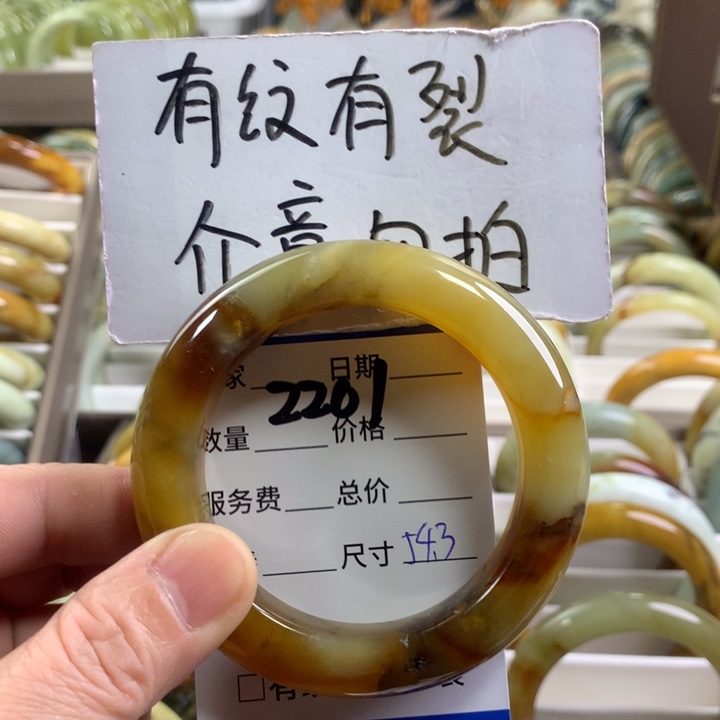 有纹有裂
介意勿拍
家 日期
2201
数量 价格
服务费 总价
尺寸 54.3